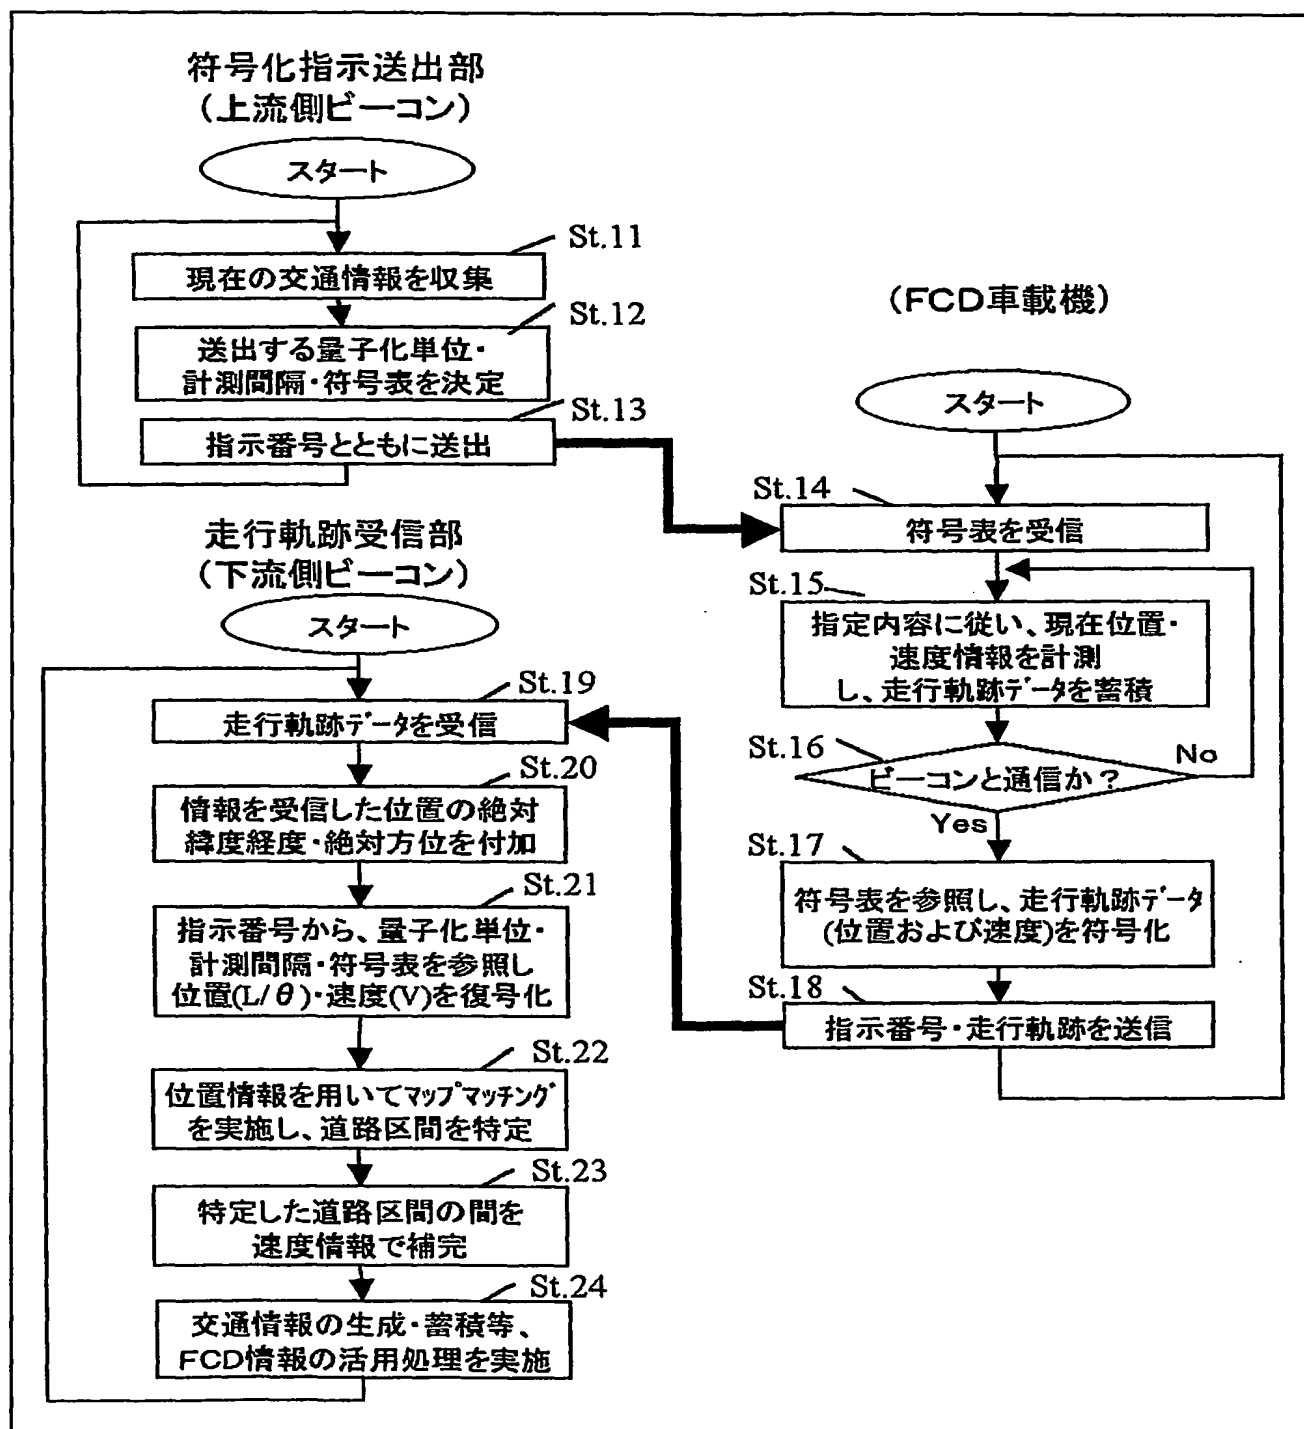 符号化指示送出部
(上流側ビーコン)
スタート
St.11
現在の交通情報を収集
St.12
送出する量子化単位・
計測間隔・符号表を決定
St.13
指示番号とともに送出
(FCD車載機)
スタート
St.14
符号表を受信
St.15
指定内容に従い、現在位置・
速度情報を計測
し、走行軌跡データを蓄積
St.16
ビーコンと通信か?
No
Yes
St.17
符号表を参照し、走行軌跡データ
(位置および速度)を符号化
St.18
指示番号・走行軌跡を送信
走行軌跡受信部
(下流側ビーコン)
スタート
St.19
走行軌跡データを受信
St.20
情報を受信した位置の絶対
緯度経度・絶対方位を付加
St.21
指示番号から、量子化単位・
計測間隔・符号表を参照し
位置(L/θ)・速度(V)を復号化
St.22
位置情報を用いてマップマッチング
を実施し、道路区間を特定
St.23
特定した道路区間の間を
速度情報で補完
St.24
交通情報の生成・蓄積等、
FCD情報の活用処理を実施